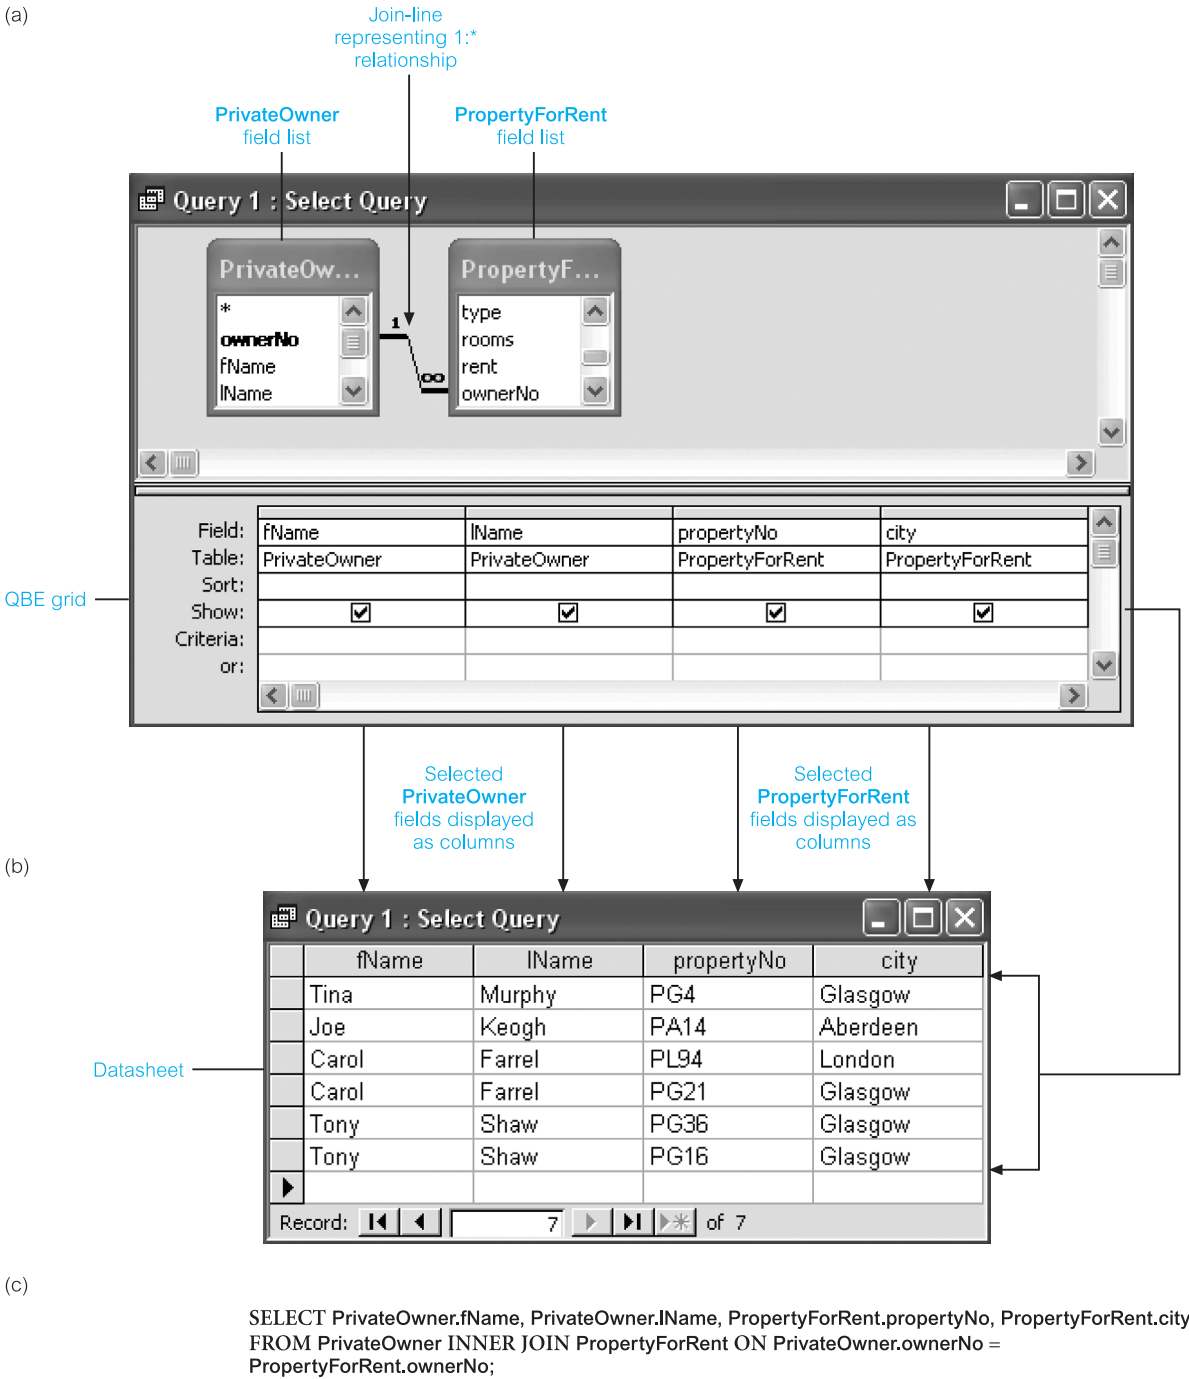 (a)
Join-line
representing 1:*
relationship
PrivateOwner
field list
PropertyForRent
field list
Query 1 : Select Query
PrivateOw...
*
ownerNo
fName
lName
1
∞
PropertyF...
type
rooms
rent
ownerNo
Field: fName lName propertyNo city
Table: PrivateOwner PrivateOwner PropertyForRent PropertyForRent
Sort:
Show:
Criteria:
or:
QBE grid
Selected
PrivateOwner
fields displayed
as columns
Selected
PropertyForRent
fields displayed as
columns
(b)
Query 1 : Select Query
fName lName propertyNo city
Tina Murphy PG4 Glasgow
Joe Keogh PA14 Aberdeen
Carol Farrel PL94 London
Carol Farrel PG21 Glasgow
Tony Shaw PG36 Glasgow
Tony Shaw PG16 Glasgow
Record: 7 of 7
Datasheet
(c)
SELECT PrivateOwner.fName, PrivateOwner.lName, PropertyForRent.propertyNo, PropertyForRent.city
FROM PrivateOwner INNER JOIN PropertyForRent ON PrivateOwner.ownerNo =
PropertyForRent.ownerNo;